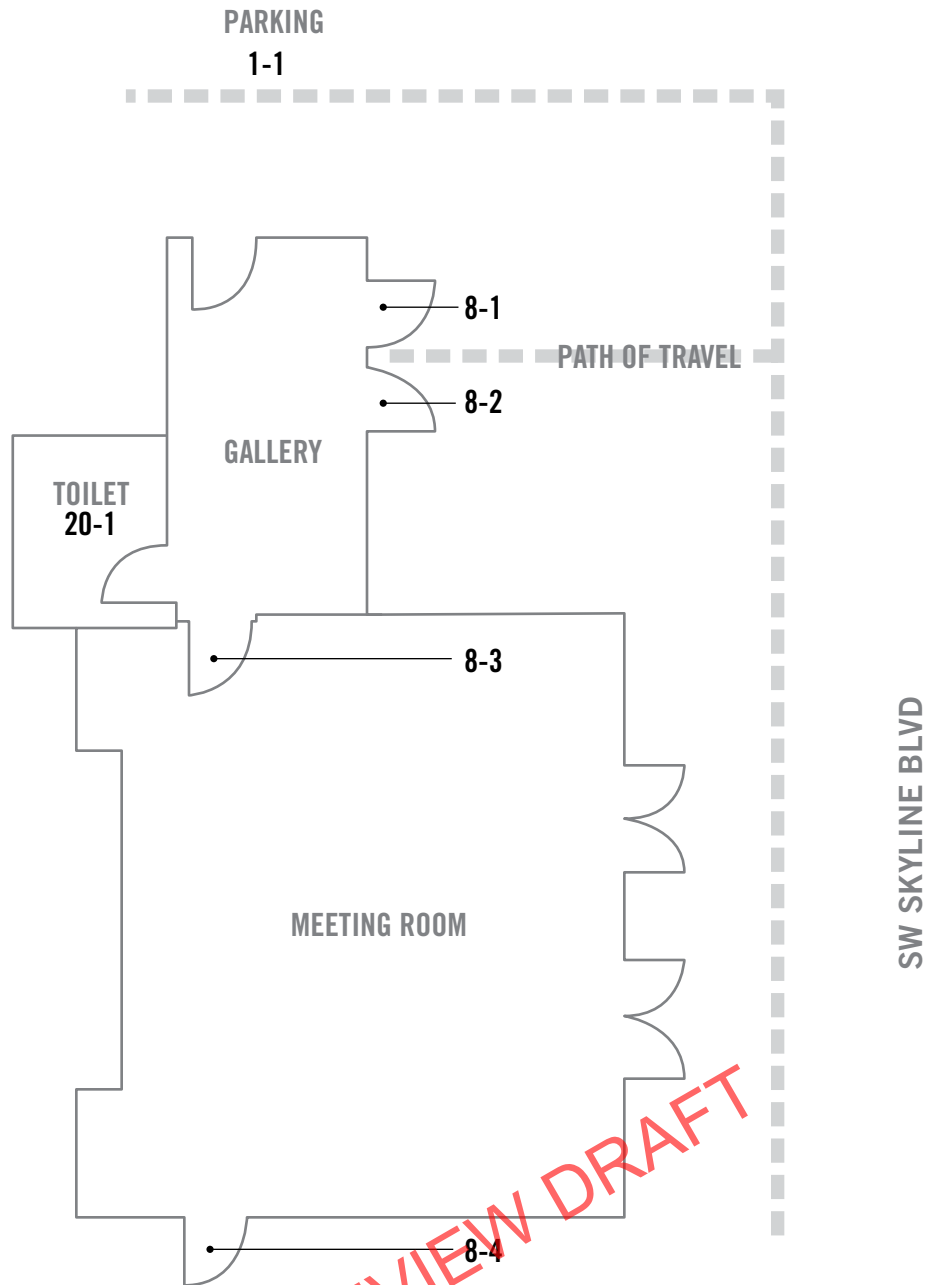 PARKING
1-1
8-1
PATH OF TRAVEL
8-2
GALLERY
TOILET
20-1
8-3
SW SKYLINE BLVD
MEETING ROOM
DRAFT
8-4